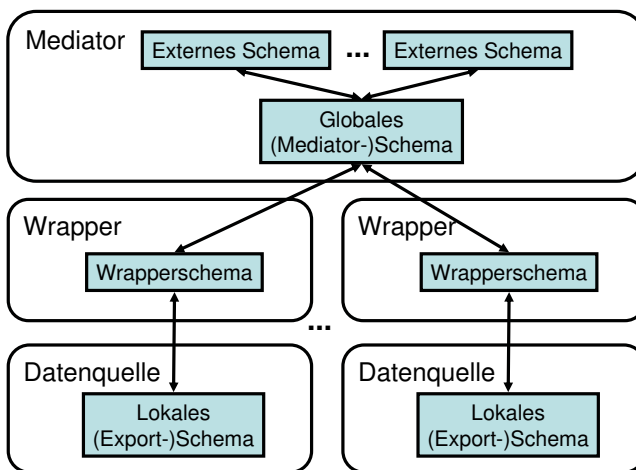 Mediator
Externes Schema ... Externes Schema
Globales
(Mediator-)Schema
Wrapper
Wrapper
Wrapperschema
Wrapperschema
...
Datenquelle
Datenquelle
Lokales
(Export-)Schema
Lokales
(Export-)Schema